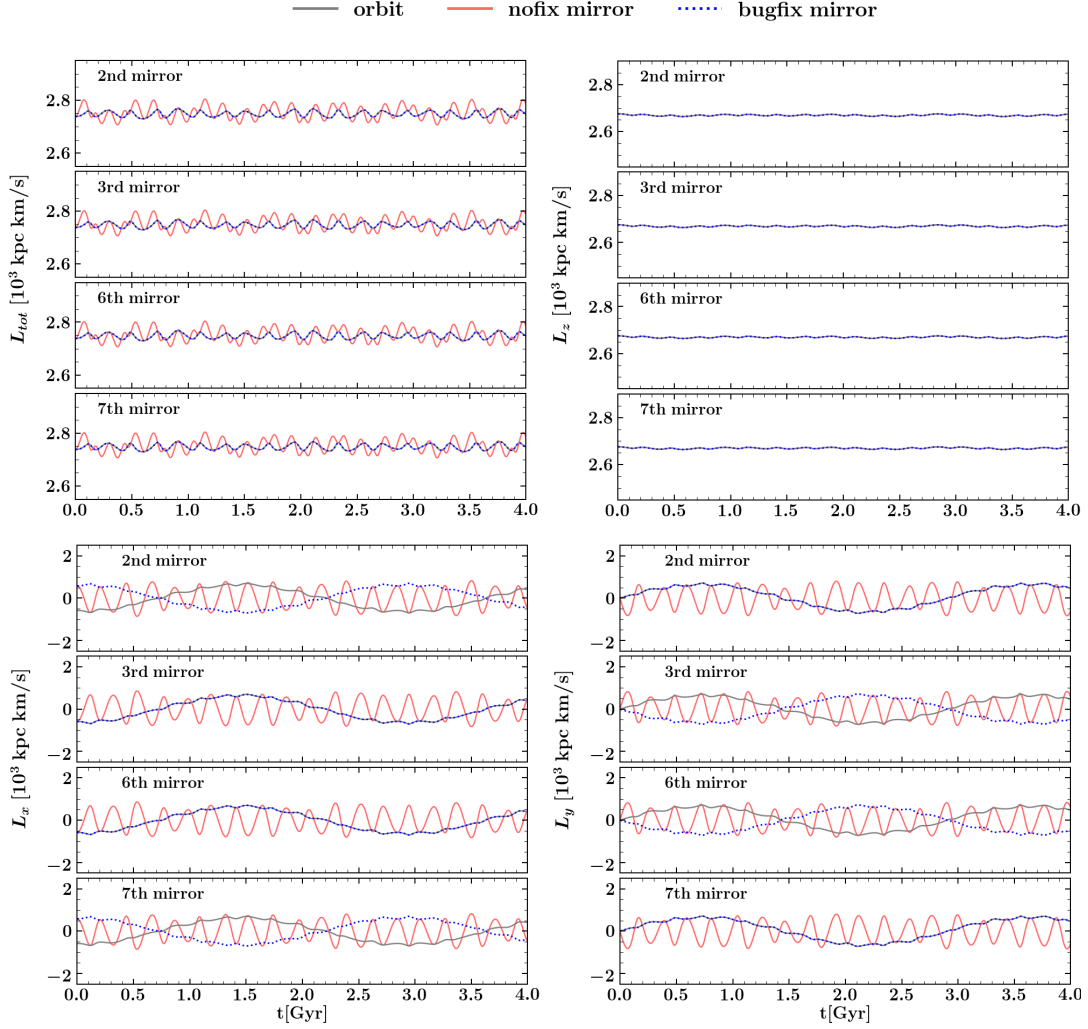 orbit nofix mirror bugfix mirror
2nd mirror
2.8
2.6
3rd mirror
2.8
2.6
6th mirror
2.8
2.6
7th mirror
2.8
2.6
0.0 0.5 1.0 1.5 2.0 2.5 3.0 3.5 4.0
L_{tot} [10³ kpc km/s]
2nd mirror
2.8
2.6
3rd mirror
2.8
2.6
6th mirror
2.8
2.6
7th mirror
2.8
2.6
0.0 0.5 1.0 1.5 2.0 2.5 3.0 3.5 4.0
L_z [10³ kpc km/s]
2nd mirror
2
0
−2
3rd mirror
2
0
−2
6th mirror
2
0
−2
7th mirror
2
0
−2
0.0 0.5 1.0 1.5 2.0 2.5 3.0 3.5 4.0
t[Gyr]
L_x [10³ kpc km/s]
2nd mirror
2
0
−2
3rd mirror
2
0
−2
6th mirror
2
0
−2
7th mirror
2
0
−2
0.0 0.5 1.0 1.5 2.0 2.5 3.0 3.5 4.0
t[Gyr]
L_y [10³ kpc km/s]